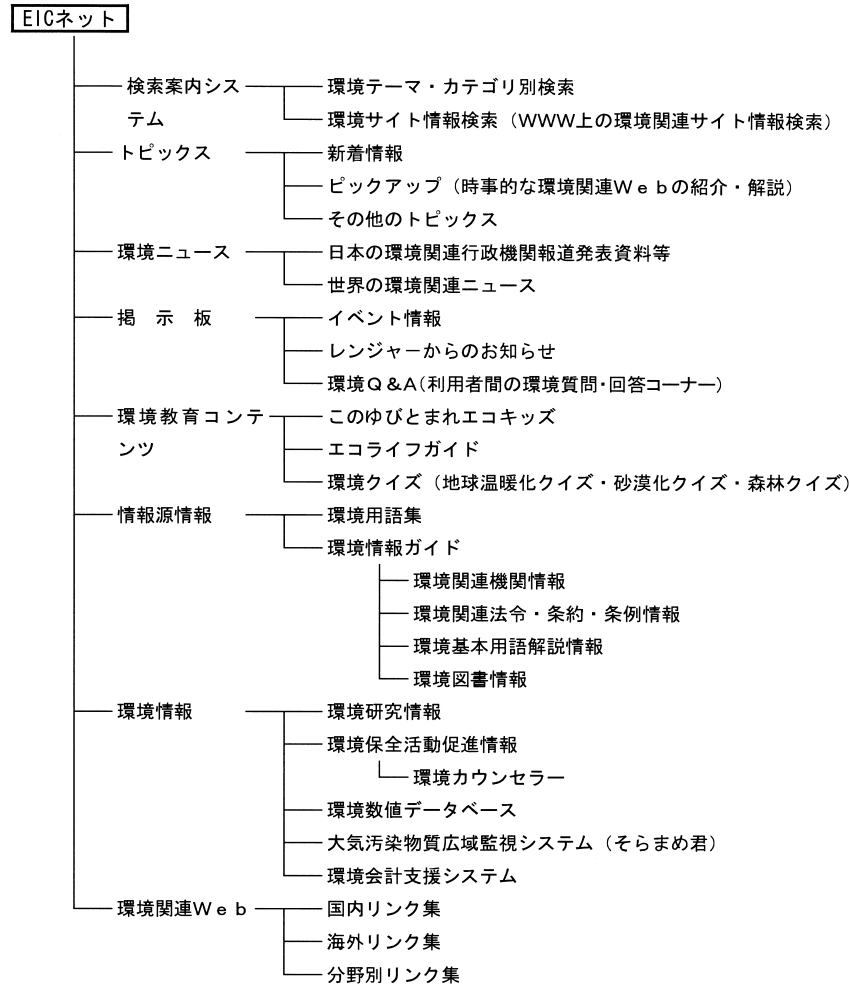 EICネット
検索案内シス
テム
環境テーマ・カテゴリ別検索
環境サイト情報検索（WWW上の環境関連サイト情報検索）
トピックス
新着情報
ピックアップ（時事的な環境関連Ｗｅｂの紹介・解説）
その他のトピックス
環境ニュース
日本の環境関連行政機関報道発表資料等
世界の環境関連ニュース
掲　示　板
イベント情報
レンジャーからのお知らせ
環境Ｑ＆Ａ(利用者間の環境質問･回答コーナー)
環境教育コンテ
ンツ
このゆびとまれエコキッズ
エコライフガイド
環境クイズ（地球温暖化クイズ・砂漠化クイズ・森林クイズ）
情報源情報
環境用語集
環境情報ガイド
環境関連機関情報
環境関連法令・条約・条例情報
環境基本用語解説情報
環境図書情報
環境情報
環境研究情報
環境保全活動促進情報
環境カウンセラー
環境数値データベース
大気汚染物質広域監視システム（そらまめ君）
環境会計支援システム
環境関連Ｗｅｂ
国内リンク集
海外リンク集
分野別リンク集